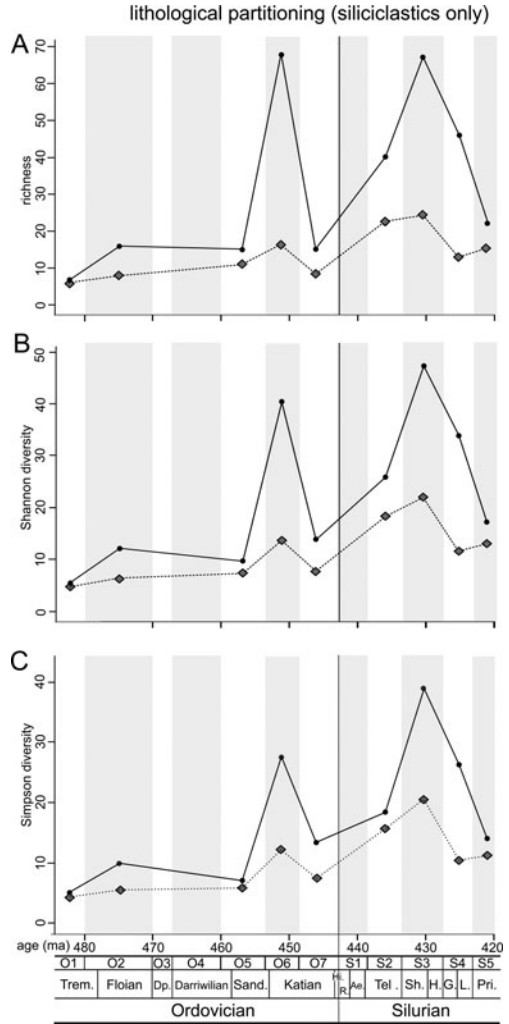 lithological partitioning (siliciclastics only)
A
richness
70
60
50
40
30
20
10
0
B
Shannon diversity
50
40
30
20
10
0
C
Simpson diversity
40
30
20
10
0
age (ma) 480 470 460 450 440 430 420
O1 O2 O3 O4 O5 O6 O7 S1 S2 S3 S4 S5
Trem. Floian Dp. Darriwilian Sand. Katian Hi. R. Ae. Tel . Sh. H. G. L. Pri.
Ordovician Silurian